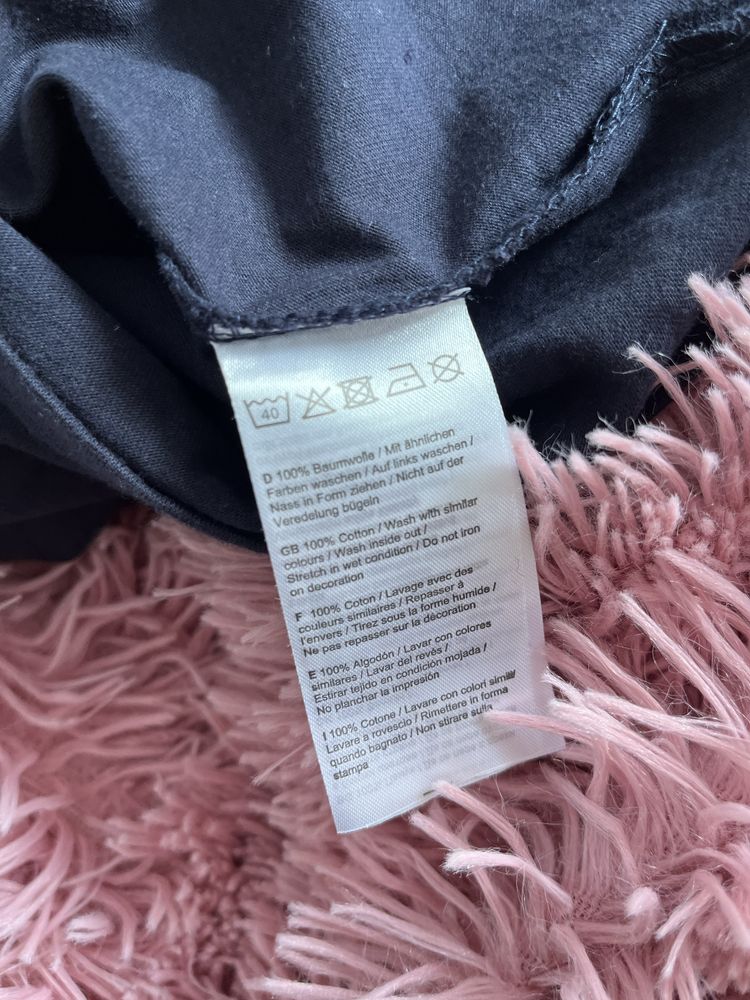 40
D 100% Baumwolle / Mit ähnlichen
Farben waschen / Auf links waschen /
Nass in Form ziehen / Nicht auf der
Veredelung bügeln
GB 100% Cotton / Wash with similar
colours / Wash inside out /
Stretch in wet condition / Do not iron
on decoration
F 100% Coton / Lavage avec des
couleurs similaires / Repasser à
l'envers / Tirez sous la forme humide /
Ne pas repasser sur la décoration
E 100% Algodón / Lavar con colores
similares / Lavar del revés /
Estirar tejido en condición mojada /
No planchar la impresión
I 100% Cotone / Lavare con colori simili/
Lavare a rovescio / Rimettere in forma
quando bagnato / Non stirare sulla
stampa